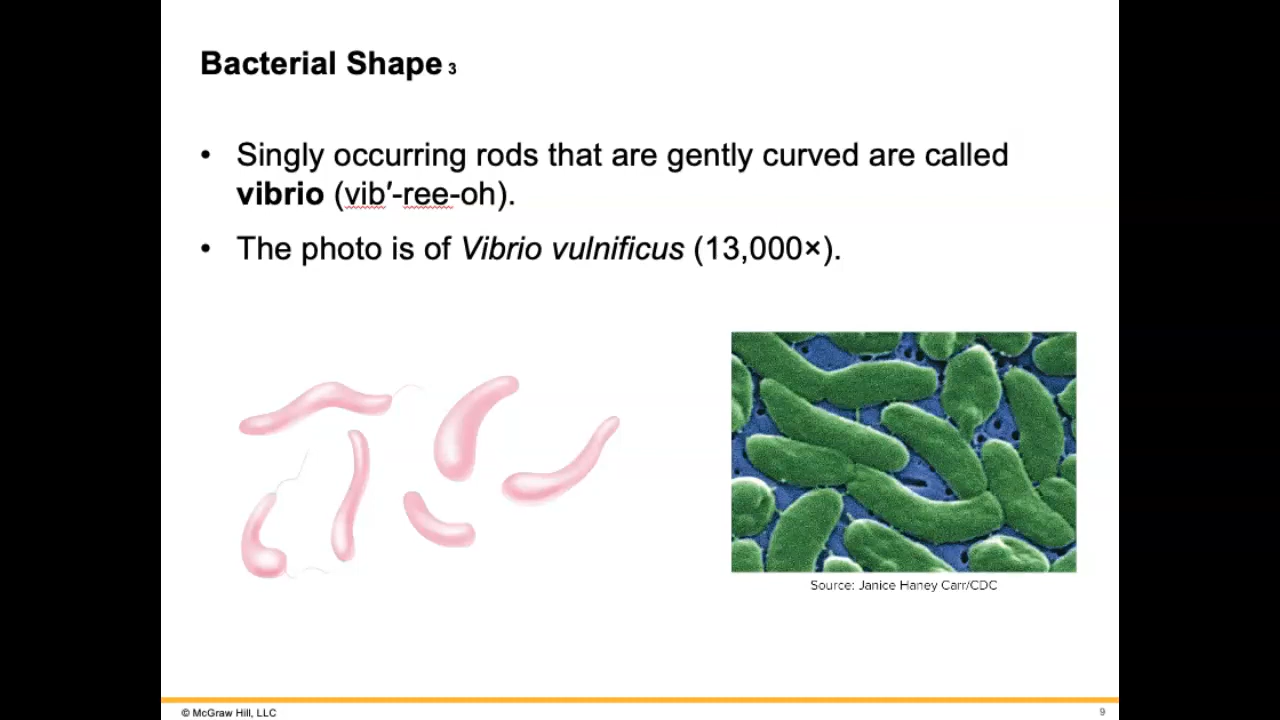 Bacterial Shape 3
• Singly occurring rods that are gently curved are called
vibrio (vib′-ree-oh).
• The photo is of Vibrio vulnificus (13,000×).
Source: Janice Haney Carr/CDC
© McGraw Hill, LLC
9